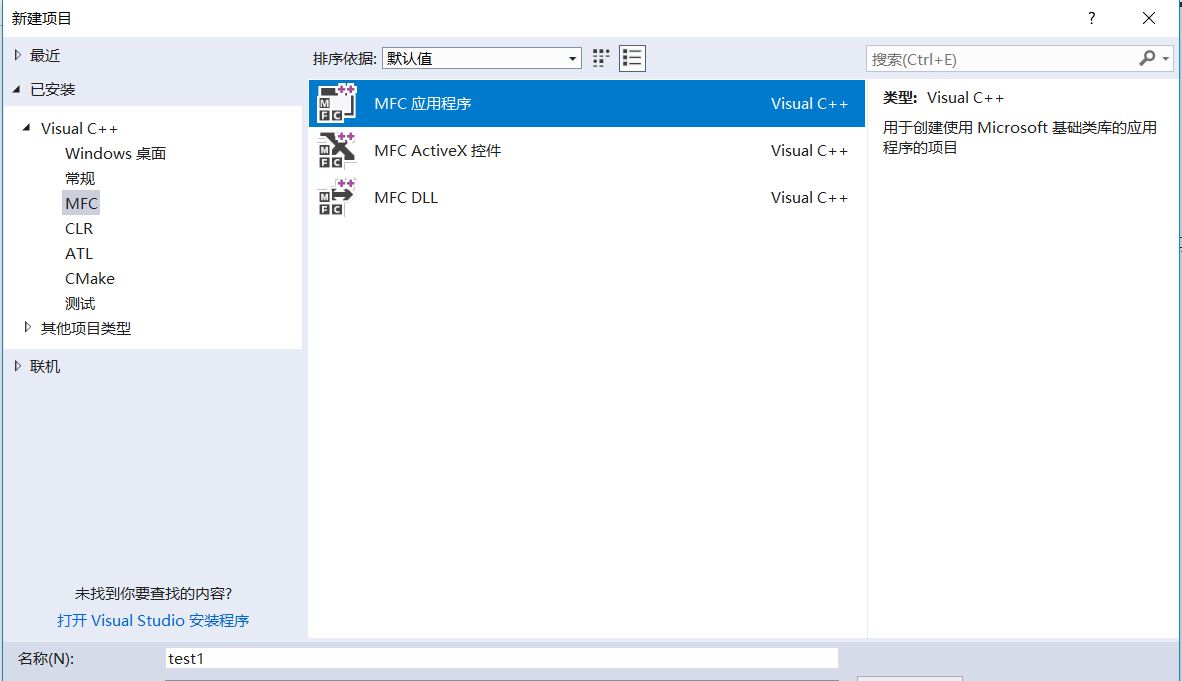 新建项目
?
最近
已安装
Visual C++
Windows 桌面
常规
MFC
CLR
ATL
CMake
测试
其他项目类型
联机
未找到你要查找的内容?
打开 Visual Studio 安装程序
排序依据: 默认值
MFC 应用程序 Visual C++
MFC ActiveX 控件 Visual C++
MFC DLL Visual C++
搜索(Ctrl+E)
类型: Visual C++
用于创建使用 Microsoft 基础类库的应用
程序的项目
名称(N): test1